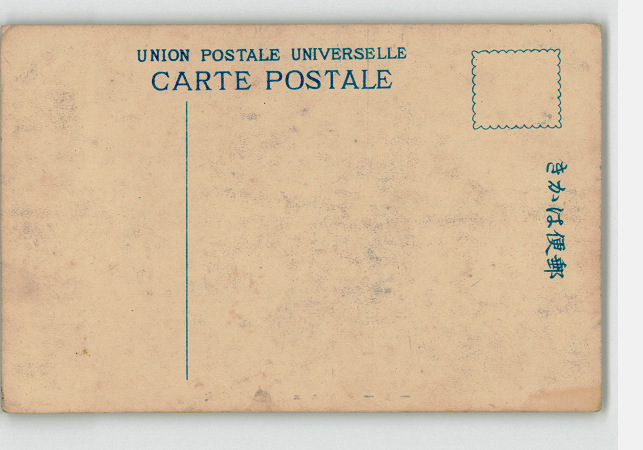 UNION POSTALE UNIVERSELLE
CARTE POSTALE
郵便はかき